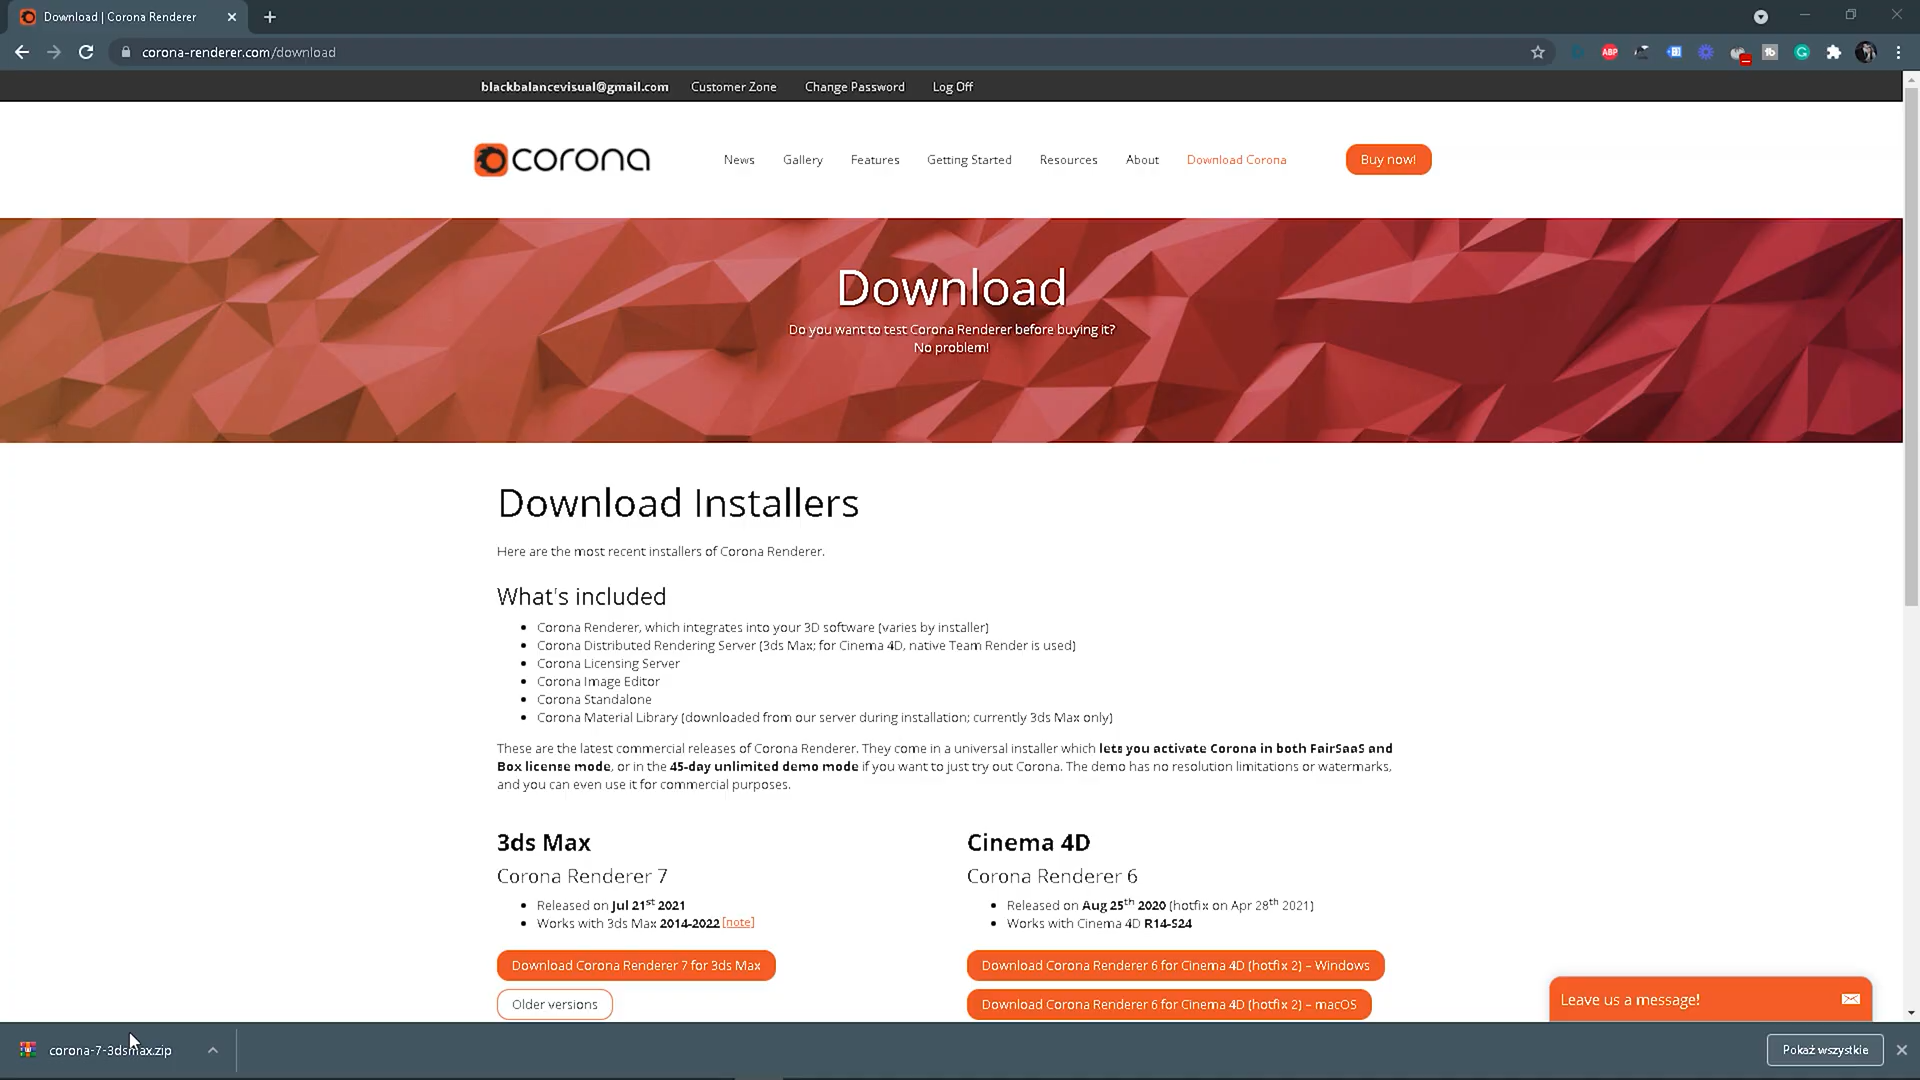 Download | Corona Renderer
corona-renderer.com/download
ABP
blackbalancevisual@gmail.com Customer Zone Change Password Log Off
corona News Gallery Features Getting Started Resources About Download Corona Buy now!
Download
Do you want to test Corona Renderer before buying it?
No problem!
Download Installers
Here are the most recent installers of Corona Renderer.
What's included
• Corona Renderer, which integrates into your 3D software (varies by installer)
• Corona Distributed Rendering Server (3ds Max; for Cinema 4D, native Team Render is used)
• Corona Licensing Server
• Corona Image Editor
• Corona Standalone
• Corona Material Library (downloaded from our server during installation; currently 3ds Max only)
These are the latest commercial releases of Corona Renderer. They come in a universal installer which lets you activate Corona in both FairSaaS and
Box license mode, or in the 45-day unlimited demo mode if you want to just try out Corona. The demo has no resolution limitations or watermarks,
and you can even use it for commercial purposes.
3ds Max
Corona Renderer 7
• Released on Jul 21st 2021
• Works with 3ds Max 2014-2022 [note]
Download Corona Renderer 7 for 3ds Max
Older versions
Cinema 4D
Corona Renderer 6
• Released on Aug 25th 2020 (hotfix on Apr 28th 2021)
• Works with Cinema 4D R14-S24
Download Corona Renderer 6 for Cinema 4D (hotfix 2) – Windows
Download Corona Renderer 6 for Cinema 4D (hotfix 2) – macOS
Leave us a message!
corona-7-3dsmax.zip
Pokaż wszystkie